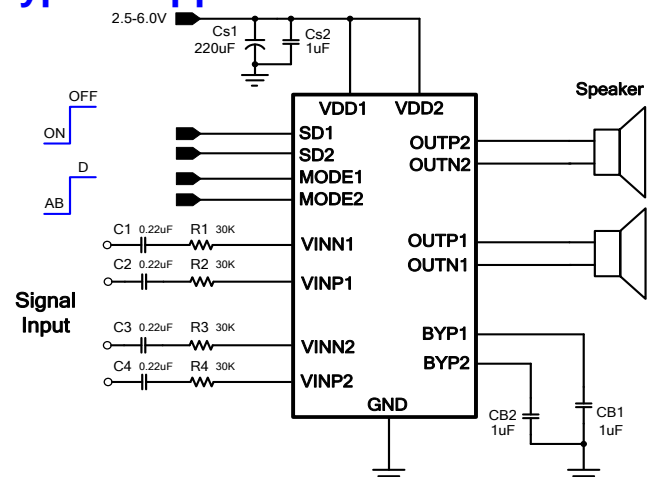 2.5-6.0V
Cs1
220uF
Cs2
1uF
VDD1 VDD2
Speaker
OFF
ON
SD1
SD2
MODE1
MODE2
OUTP2
OUTN2
D
AB
C1 0.22uF R1 30K
VINN1
OUTP1
OUTN1
C2 0.22uF R2 30K
VINP1
Signal
Input
BYP1
BYP2
C3 0.22uF R3 30K
VINN2
C4 0.22uF R4 30K
VINP2
GND
CB2
1uF
CB1
1uF